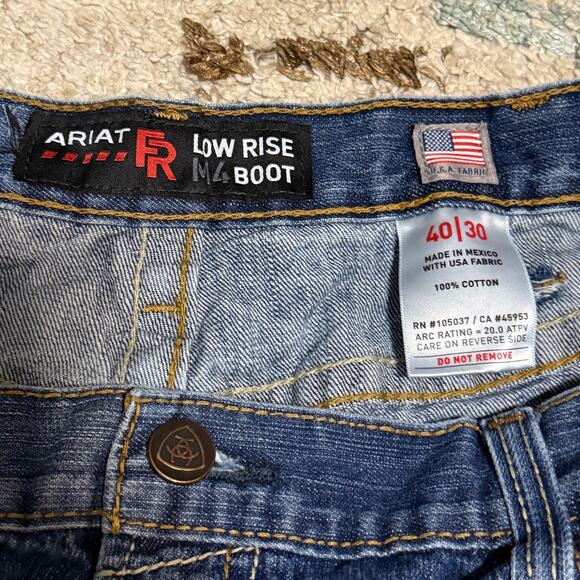 ARIAT FR LOW RISE
M4 BOOT
U.S.A. FABRIC
40|30
MADE IN MEXICO
WITH USA FABRIC
100% COTTON
RN #105037 / CA #45953
ARC RATING = 20.0 ATPV
CARE ON REVERSE SIDE
DO NOT REMOVE